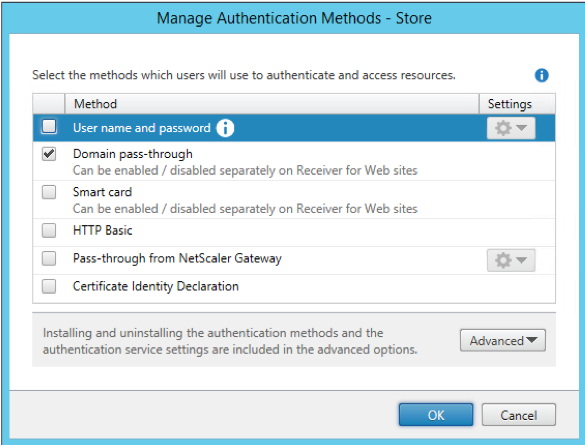 Manage Authentication Methods - Store
Select the methods which users will use to authenticate and access resources.
Method Settings
User name and password
Domain pass-through
Can be enabled / disabled separately on Receiver for Web sites
Smart card
Can be enabled / disabled separately on Receiver for Web sites
HTTP Basic
Pass-through from NetScaler Gateway
Certificate Identity Declaration
Installing and uninstalling the authentication methods and the
authentication service settings are included in the advanced options.
Advanced
OK Cancel